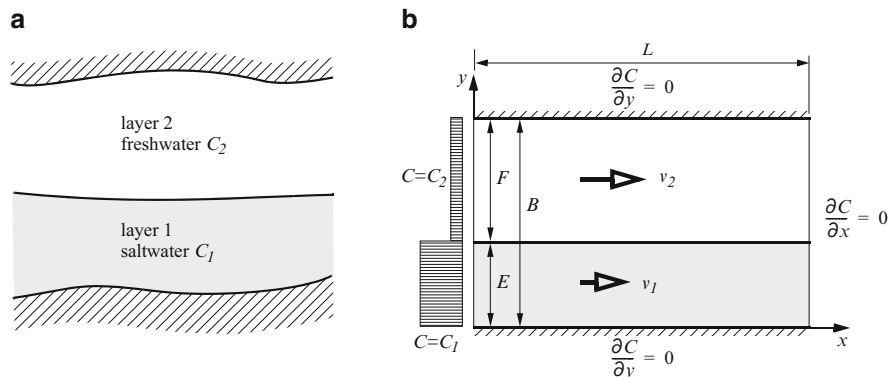 a
layer 2
freshwater C₂
layer 1
saltwater C₁
b
L
y
∂C/∂y = 0
C=C₂
F
B
v₂
∂C/∂x = 0
E
v₁
C=C₁
x
∂C/∂y = 0